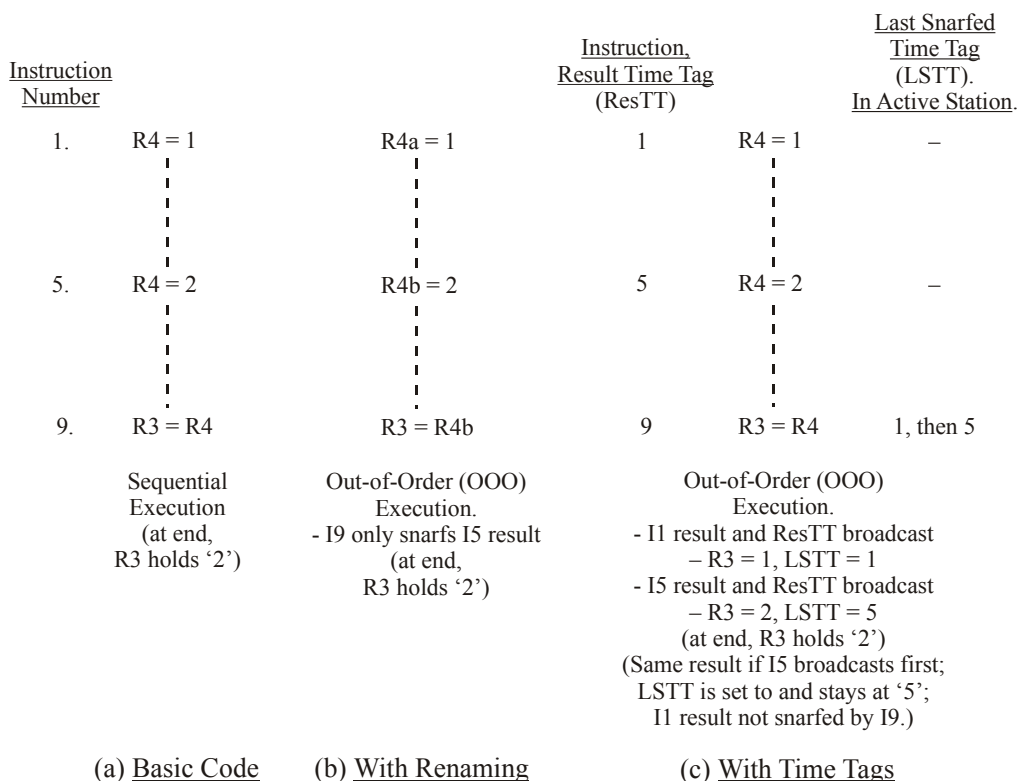 Instruction
Number
Instruction,
Result Time Tag
(ResTT)
Last Snarfed
Time Tag
(LSTT).
In Active Station.
1. R4 = 1 R4a = 1 1 R4 = 1 –
5. R4 = 2 R4b = 2 5 R4 = 2 –
9. R3 = R4 R3 = R4b 9 R3 = R4 1, then 5
Sequential
Execution
(at end,
R3 holds ‘2’)
Out-of-Order (OOO)
Execution.
- I9 only snarfs I5 result
(at end,
R3 holds ‘2’)
Out-of-Order (OOO)
Execution.
- I1 result and ResTT broadcast
– R3 = 1, LSTT = 1
- I5 result and ResTT broadcast
– R3 = 2, LSTT = 5
(at end, R3 holds ‘2’)
(Same result if I5 broadcasts first;
LSTT is set to and stays at ‘5’;
I1 result not snarfed by I9.)
(a) Basic Code (b) With Renaming (c) With Time Tags